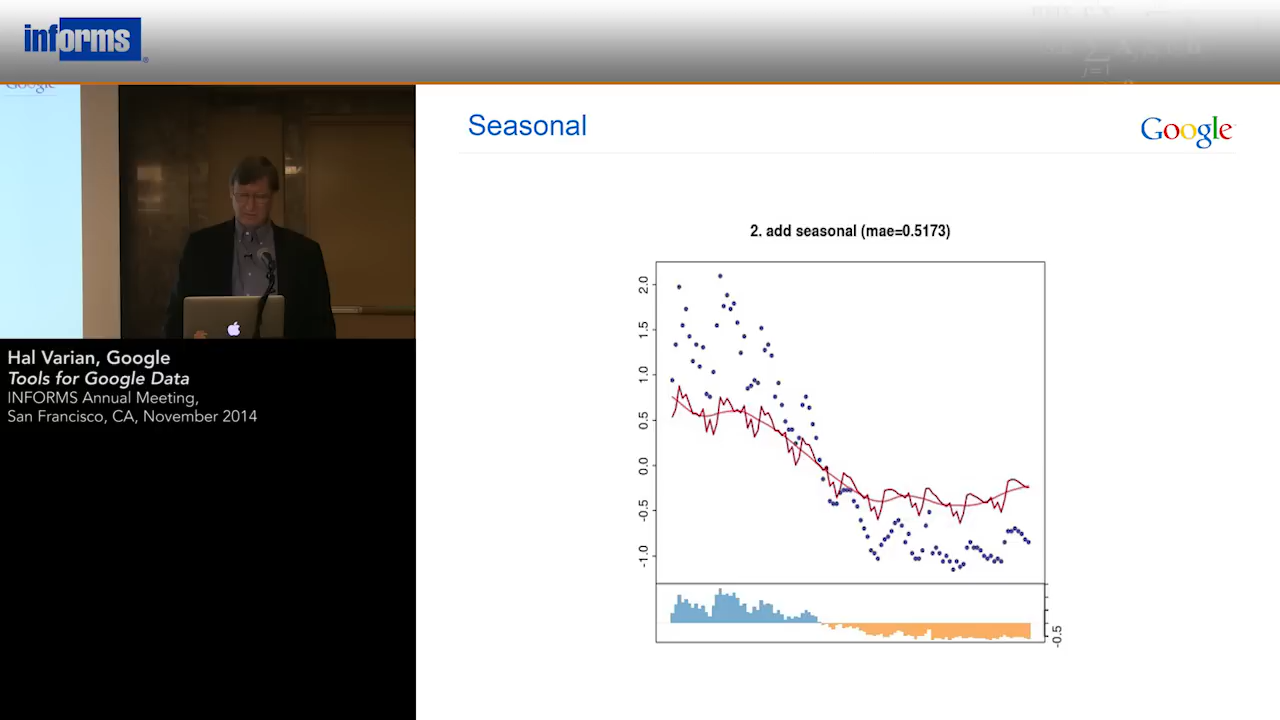 informs
Google
Hal Varian, Google
Tools for Google Data
INFORMS Annual Meeting,
San Francisco, CA, November 2014
Seasonal
Google
2. add seasonal (mae=0.5173)
2.0
1.5
1.0
0.5
0.0
-0.5
-1.0
-0.5